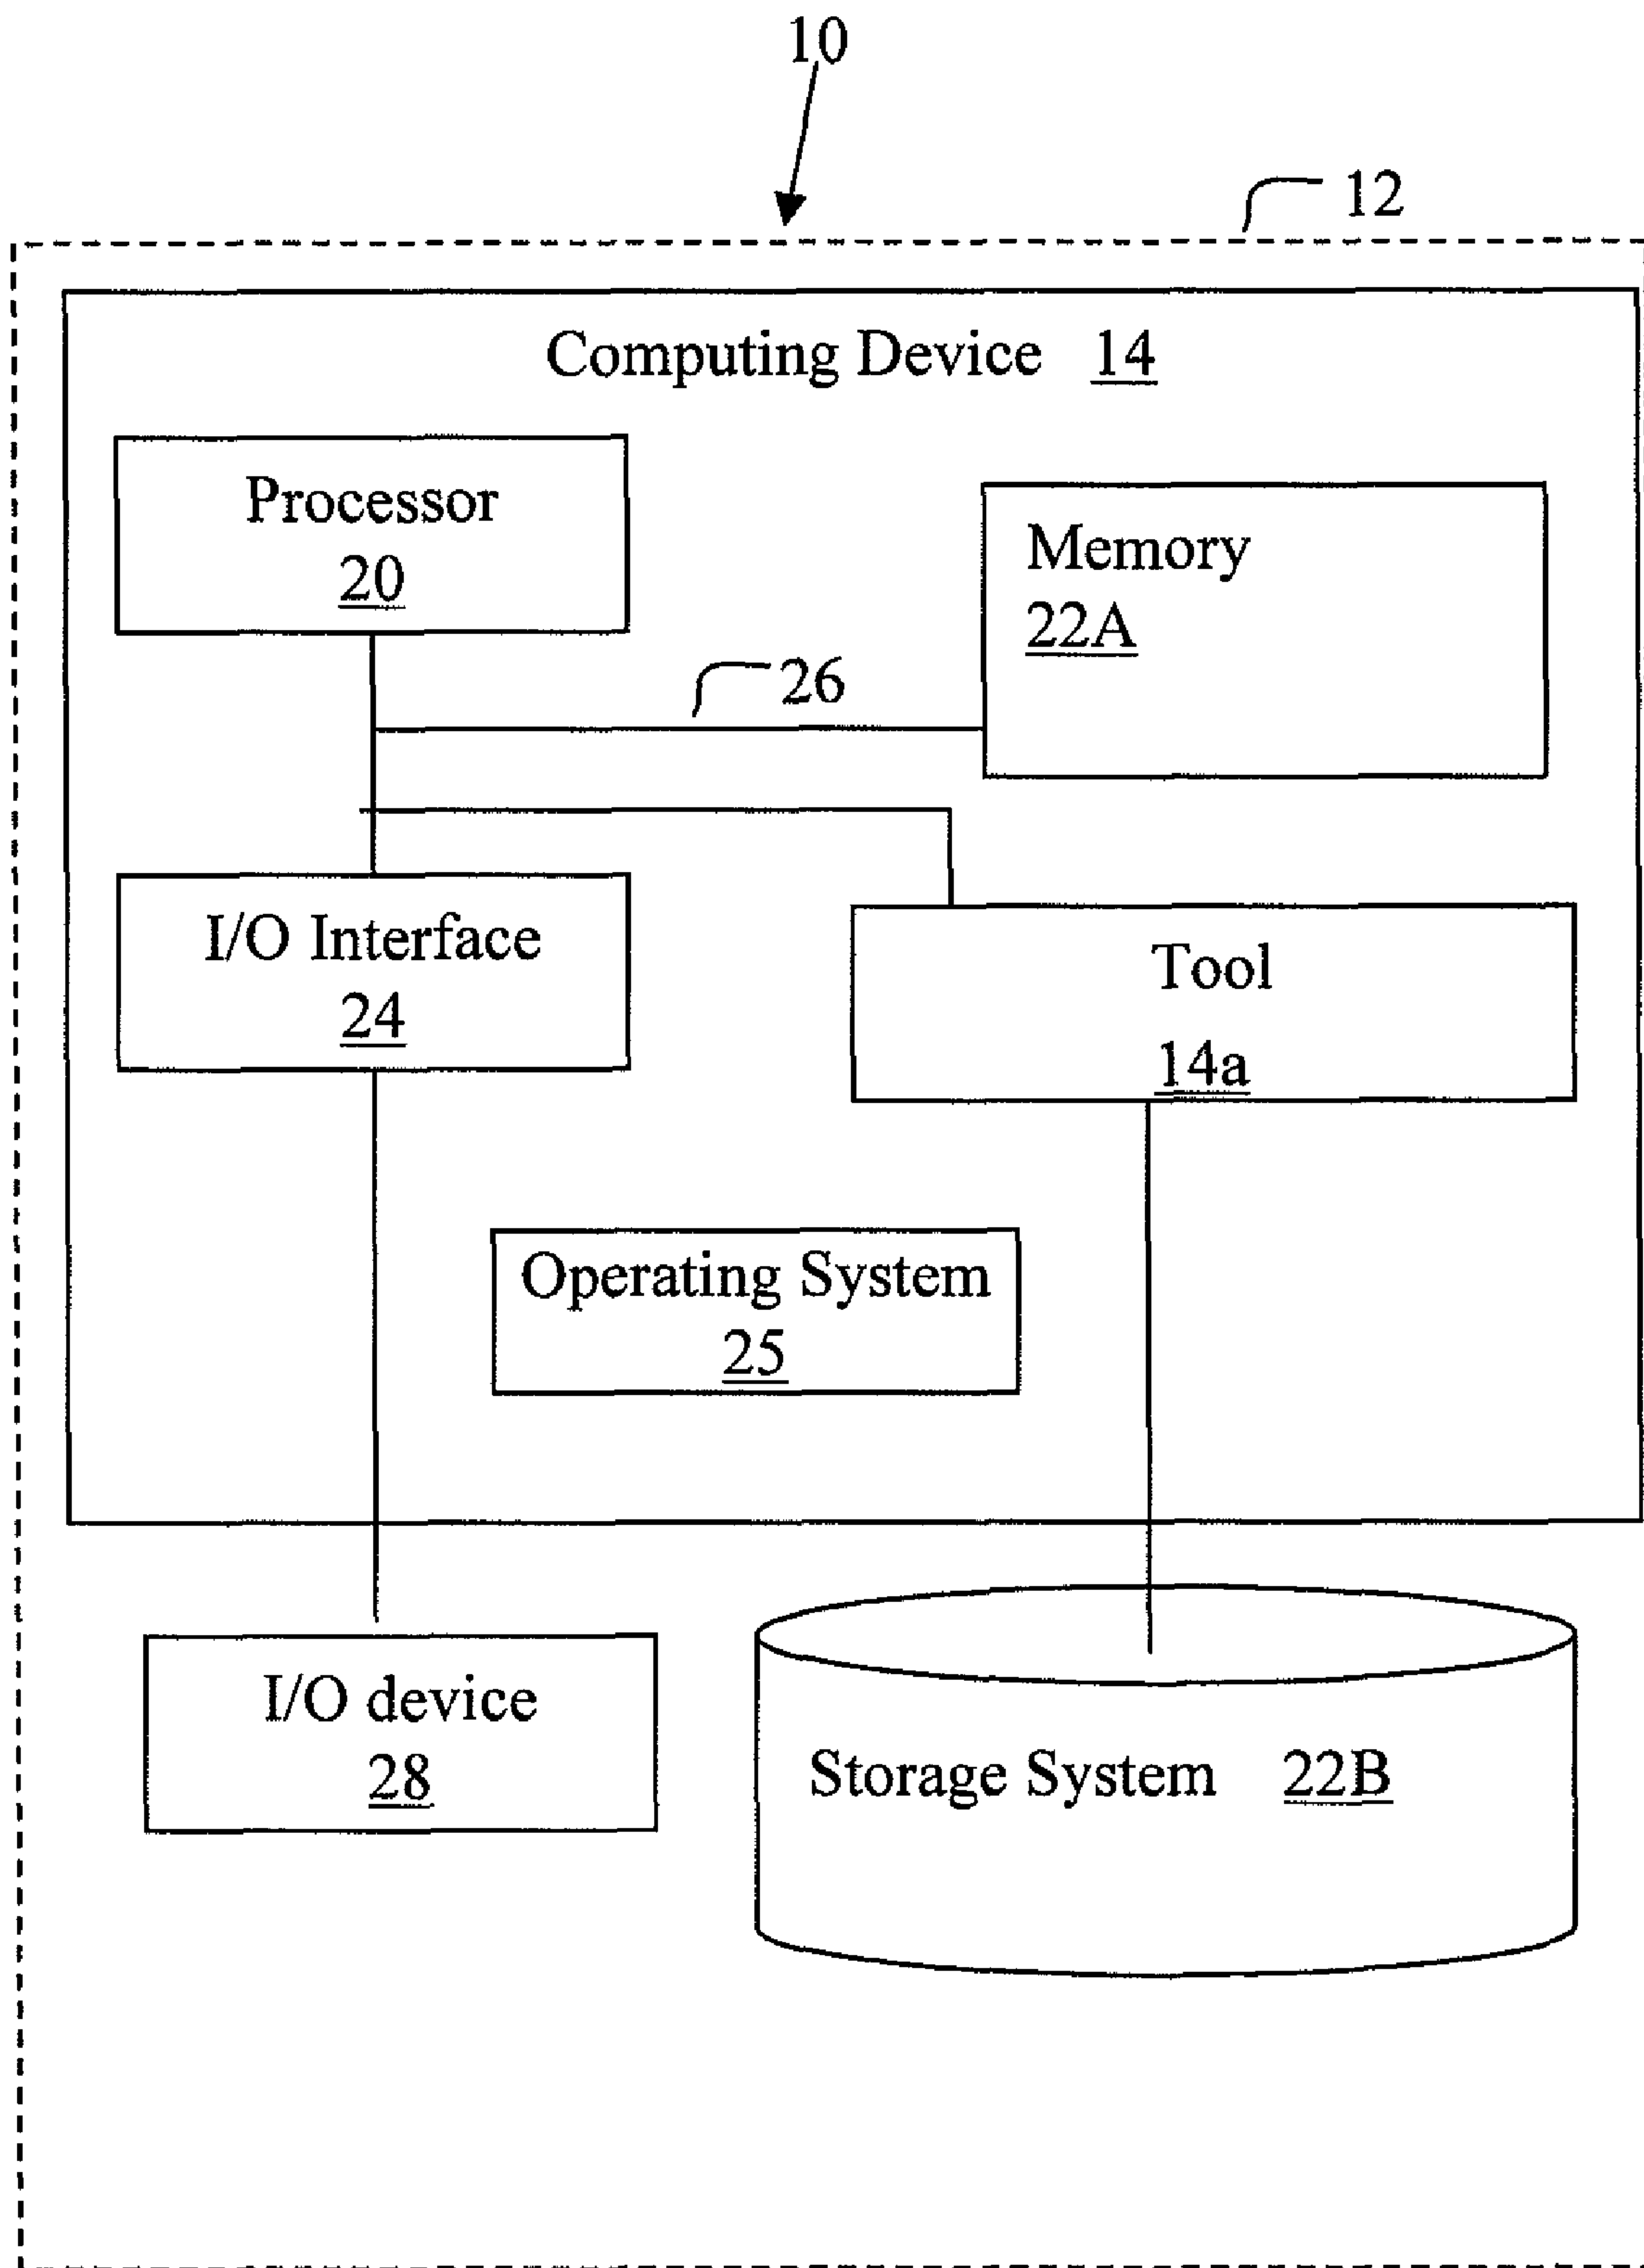 10
12
Computing Device 14
Processor
20
Memory
22A
26
I/O Interface
24
Tool
14a
Operating System
25
I/O device
28
Storage System 22B